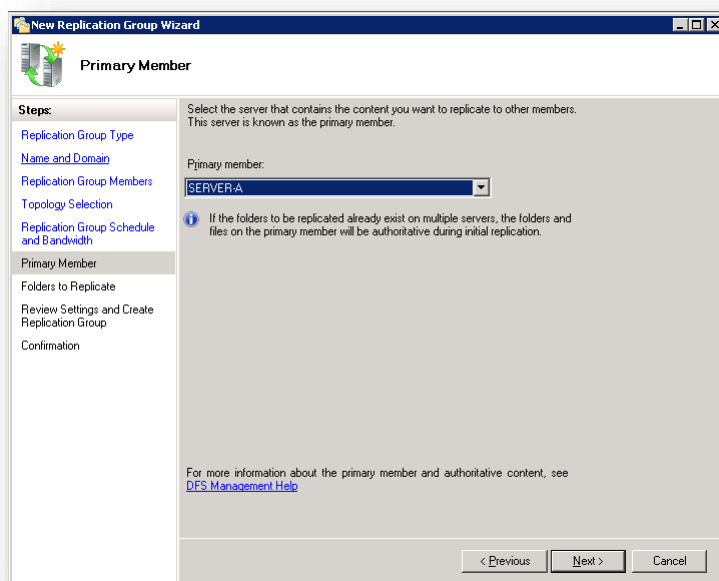 New Replication Group Wizard
Primary Member
Steps:
Replication Group Type
Name and Domain
Replication Group Members
Topology Selection
Replication Group Schedule
and Bandwidth
Primary Member
Folders to Replicate
Review Settings and Create
Replication Group
Confirmation
Select the server that contains the content you want to replicate to other members.
This server is known as the primary member.
Primary member:
SERVER-A
If the folders to be replicated already exist on multiple servers, the folders and
files on the primary member will be authoritative during initial replication.
For more information about the primary member and authoritative content, see
DFS Management Help
< Previous
Next >
Cancel